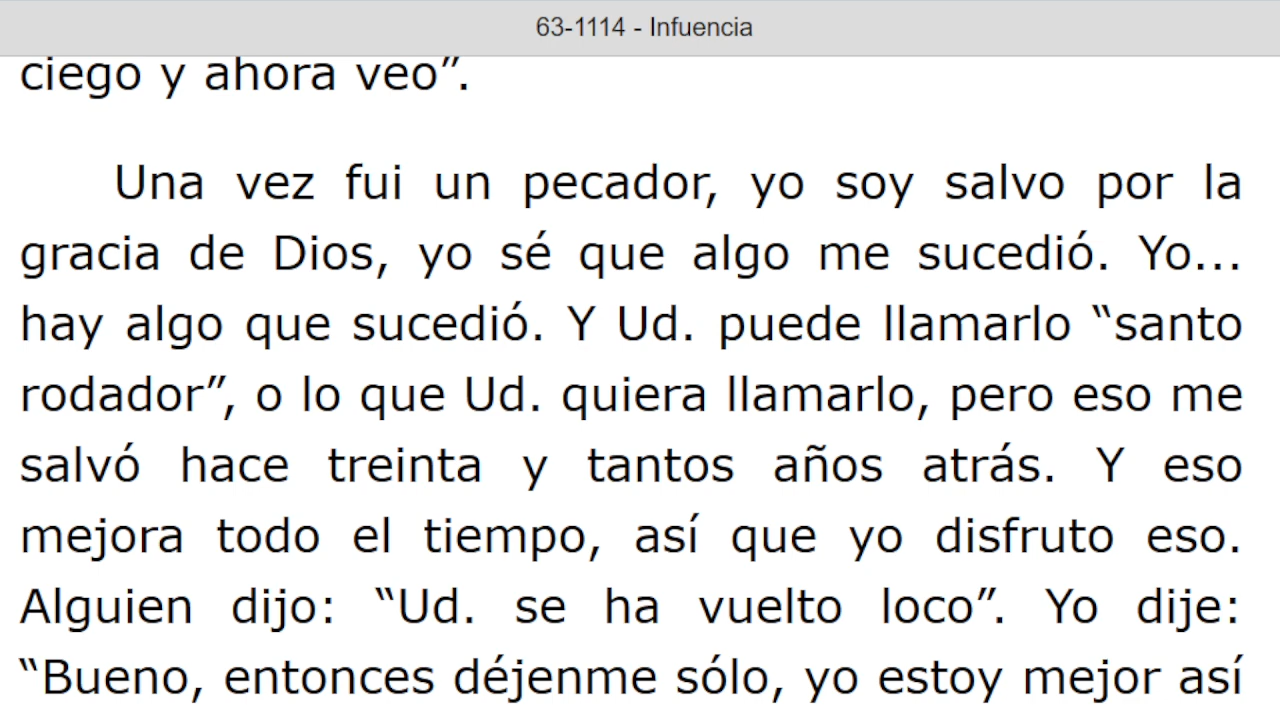 63-1114 - Infuencia
ciego y ahora veo”.
Una vez fui un pecador, yo soy salvo por la
gracia de Dios, yo sé que algo me sucedió. Yo...
hay algo que sucedió. Y Ud. puede llamarlo “santo
rodador”, o lo que Ud. quiera llamarlo, pero eso me
salvó hace treinta y tantos años atrás. Y eso
mejora todo el tiempo, así que yo disfruto eso.
Alguien dijo: “Ud. se ha vuelto loco”. Yo dije:
“Bueno, entonces déjenme sólo, yo estoy mejor así